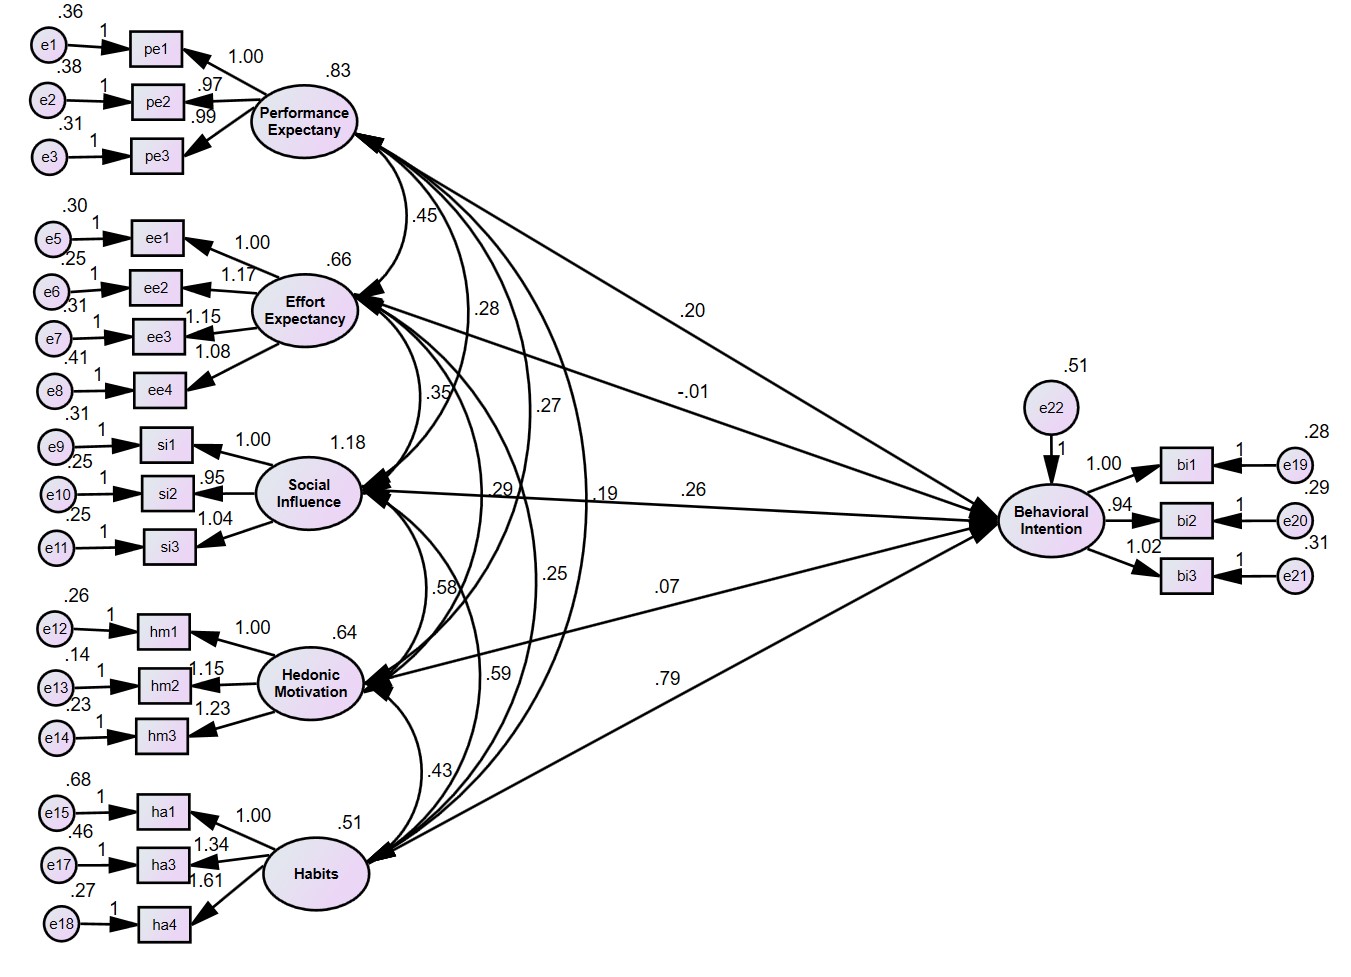 .36
e1 1 pe1
1.00
.83
.38
e2 1 pe2
.97
.31
.99
e3 1 pe3
Performance
Expectany
.30
e5 1 ee1
1.00
.45
.66
.25
e6 1 ee2
1.17
.31
e7 1 ee3
1.15
Effort
Expectancy
.28
.20
.41
e8 1 ee4
1.08
.35
.27
-.01
.51
e22
1
.31
e9 1 si1
1.00
1.18
.25
e10 1 si2
.95
.25
e11 1 si3
1.04
Social
Influence
.29
.19
.26
1.00
bi1 1 e19
.28
Behavioral
Intention
.94
bi2 1 e20
.29
1.02
bi3 1 e21
.31
.58
.25
.07
.26
e12 1 hm1
1.00
.64
.14
e13 1 hm2
1.15
.23
e14 1 hm3
1.23
Hedonic
Motivation
.59
.79
.43
.68
e15 1 ha1
1.00
.51
.46
e17 1 ha3
1.34
.27
e18 1 ha4
1.61
Habits